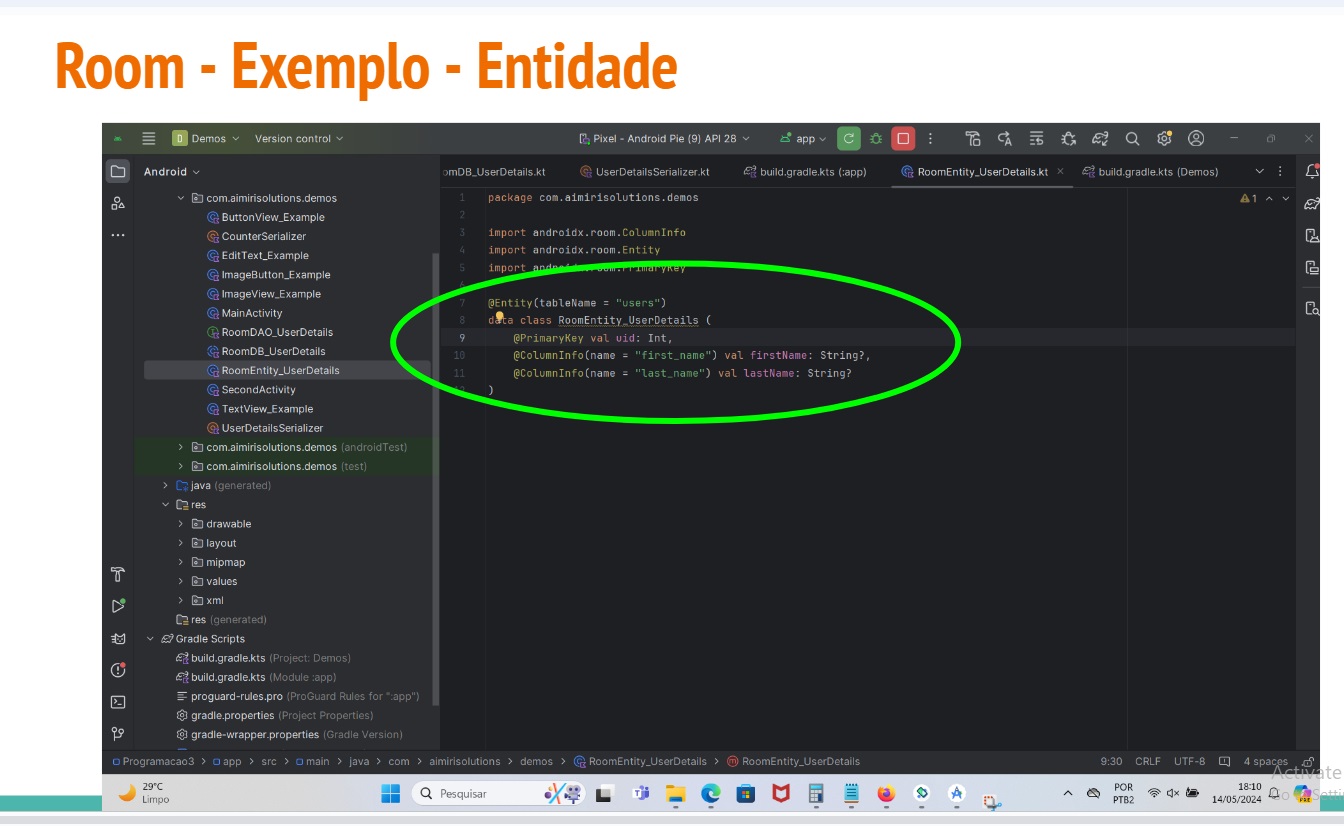 Room - Exemplo - Entidade
Demos
Version control
Pixel - Android Pie (9) API 28
app
Android
omDB_UserDetails.kt
UserDetailsSerializer.kt
build.gradle.kts (:app)
RoomEntity_UserDetails.kt
build.gradle.kts (Demos)
com.aimirisolutions.demos
ButtonView_Example
CounterSerializer
EditText_Example
ImageButton_Example
ImageView_Example
MainActivity
RoomDAO_UserDetails
RoomDB_UserDetails
RoomEntity_UserDetails
SecondActivity
TextView_Example
UserDetailsSerializer
com.aimirisolutions.demos (androidTest)
com.aimirisolutions.demos (test)
java (generated)
res
drawable
layout
mipmap
values
xml
res (generated)
Gradle Scripts
build.gradle.kts (Project: Demos)
build.gradle.kts (Module :app)
proguard-rules.pro (ProGuard Rules for ":app")
gradle.properties (Project Properties)
gradle-wrapper.properties (Gradle Version)
1 package com.aimirisolutions.demos
1
2
3 import androidx.room.ColumnInfo
4 import androidx.room.Entity
5 import androidx.room.PrimaryKey
7 @Entity(tableName = "users")
8 data class RoomEntity_UserDetails (
9 @PrimaryKey val uid: Int,
10 @ColumnInfo(name = "first_name") val firstName: String?,
11 @ColumnInfo(name = "last_name") val lastName: String?
)
Programacao3 > app > src > main > java > com > aimirisolutions > demos > RoomEntity_UserDetails > RoomEntity_UserDetails
9:30 CRLF UTF-8 4 spaces
Activate
29°C
Limpo
Pesquisar
POR
PTB2
18:10
14/05/2024